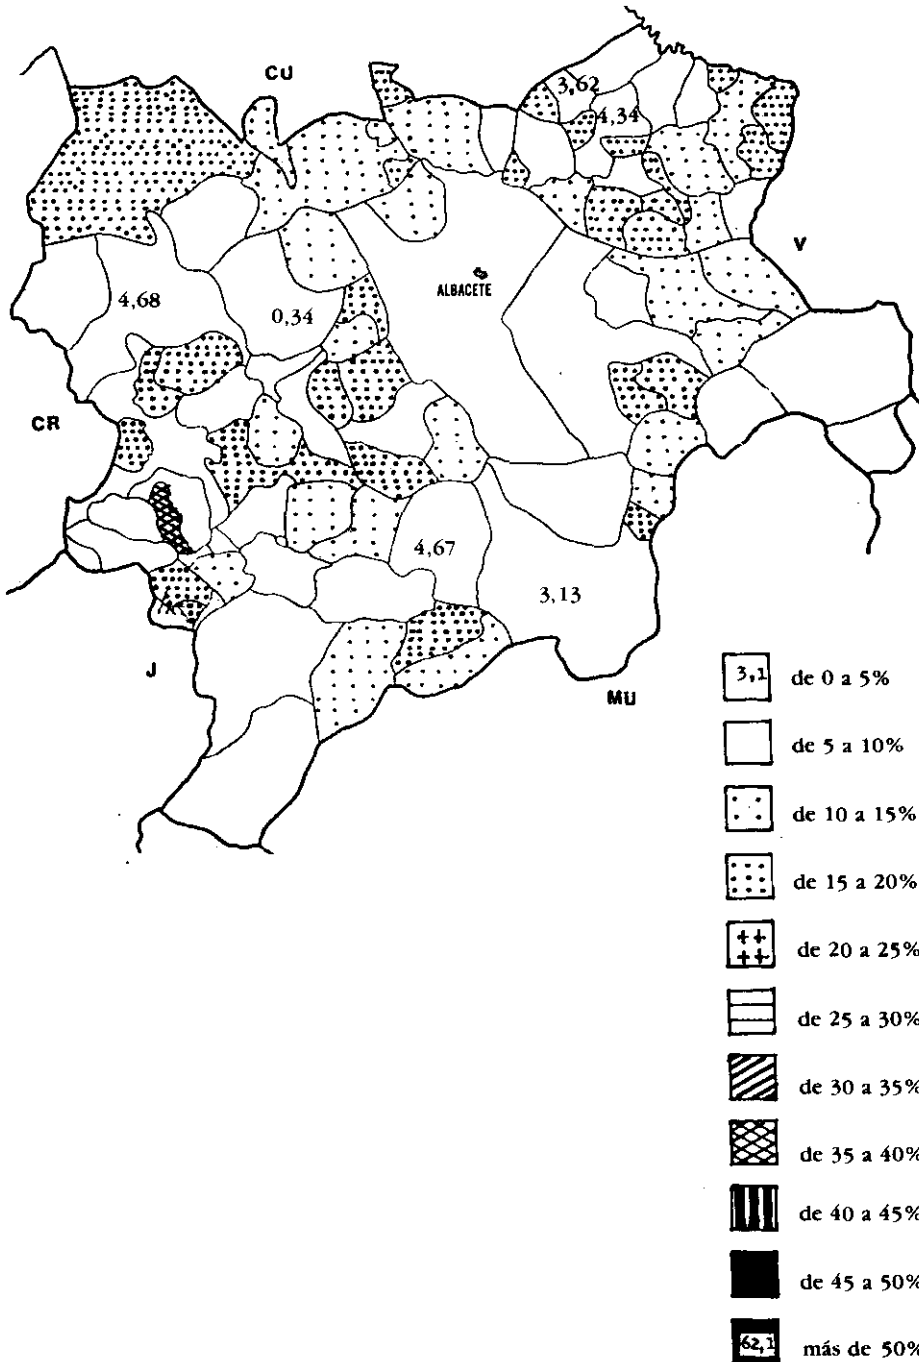 CU
3,62
4,34
V
ALBACETE
4,68
0,34
CR
4,67
3,13
J
MU
3,1 de 0 a 5%
de 5 a 10%
de 10 a 15%
de 15 a 20%
de 20 a 25%
de 25 a 30%
de 30 a 35%
de 35 a 40%
de 40 a 45%
de 45 a 50%
62,1 más de 50%